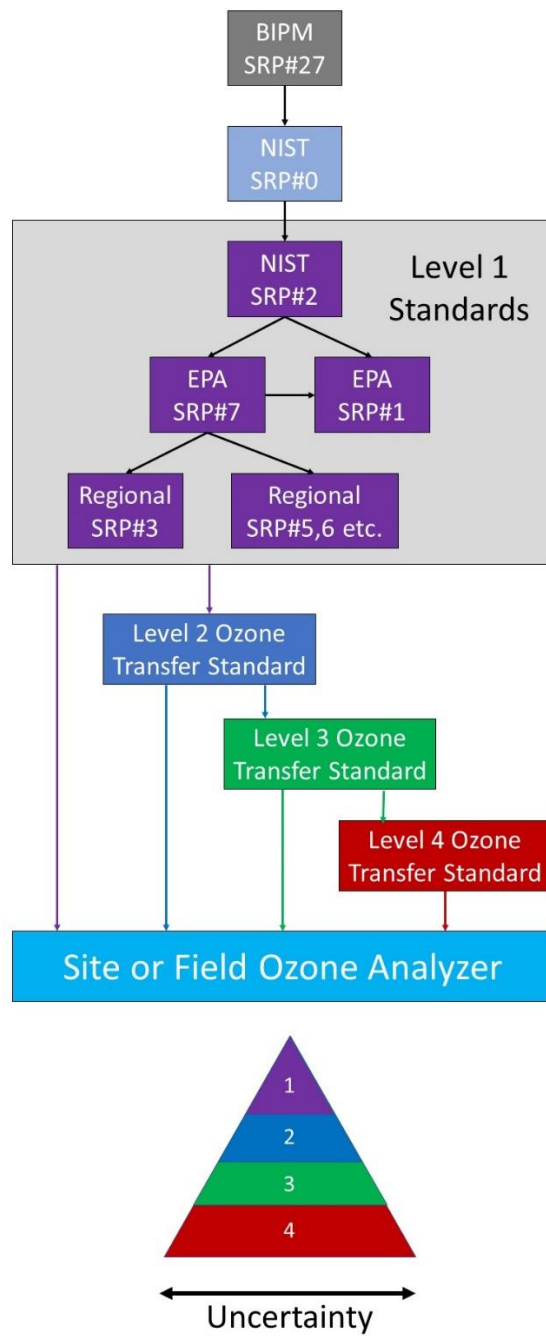 BIPM
SRP#27
NIST
SRP#0
Level 1
Standards
NIST
SRP#2
EPA
SRP#7
EPA
SRP#1
Regional
SRP#3
Regional
SRP#5,6 etc.
Level 2 Ozone
Transfer Standard
Level 3 Ozone
Transfer Standard
Level 4 Ozone
Transfer Standard
Site or Field Ozone Analyzer
1
2
3
4
Uncertainty